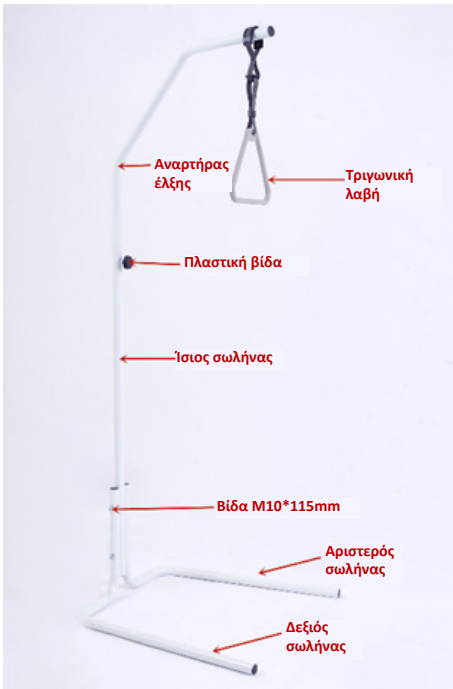 Αναρτήρας
έλξης
Τριγωνική
λαβή
Πλαστική βίδα
Ίσιος σωλήνας
Βίδα M10*115mm
Αριστερός
σωλήνας
Δεξιός
σωλήνας